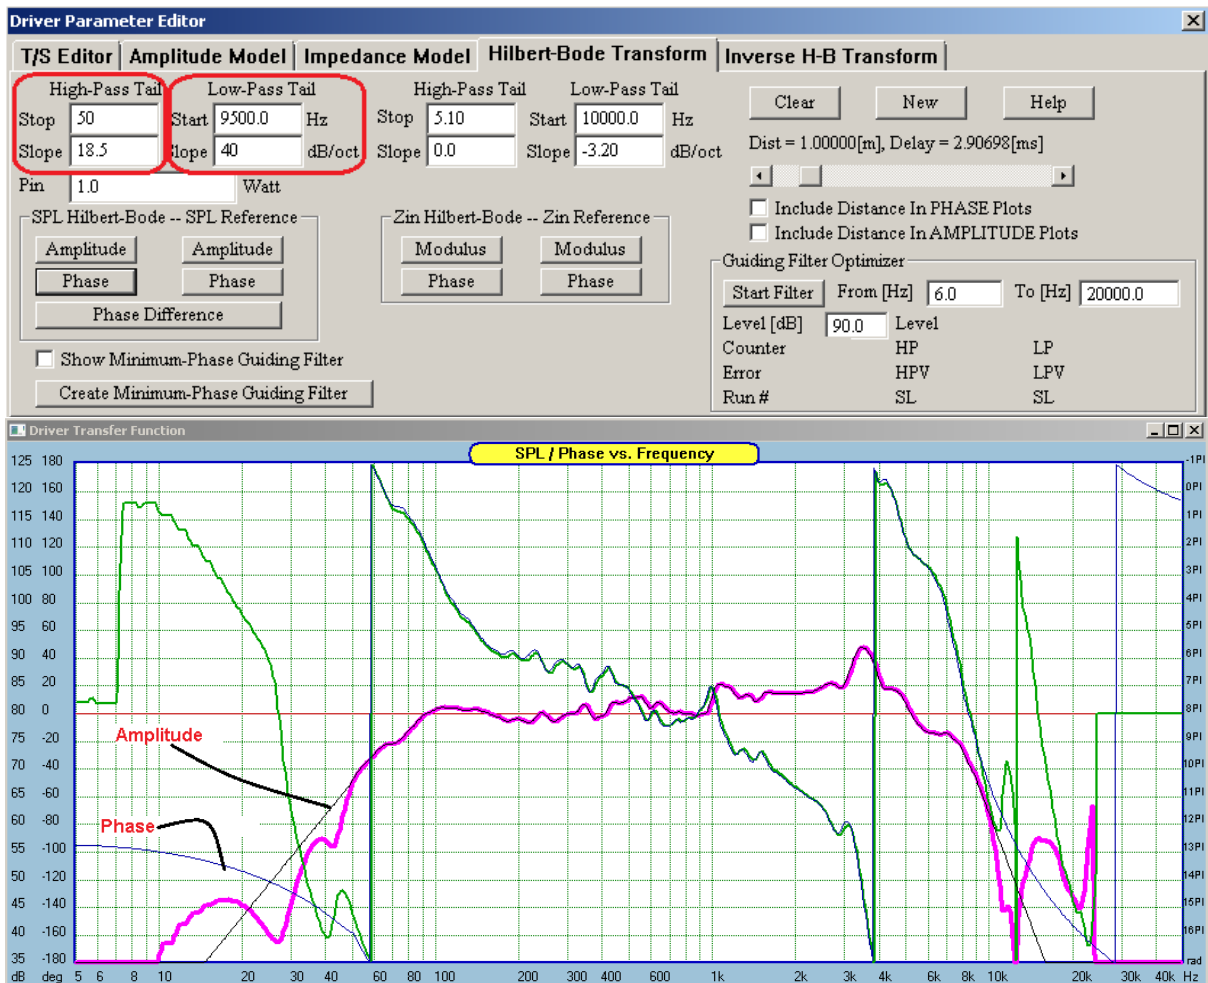 Driver Parameter Editor
T/S Editor Amplitude Model Impedance Model Hilbert-Bode Transform Inverse H-B Transform
High-Pass Tail Low-Pass Tail High-Pass Tail Low-Pass Tail
Clear New Help
Stop 50 Start 9500.0 Hz Stop 5.10 Start 10000.0 Hz
Slope 18.5 Slope 40 dB/oct Slope 0.0 Slope -3.20 dB/oct
Dist = 1.00000[m], Delay = 2.90698[ms]
Pin 1.0 Watt
SPL Hilbert-Bode -- SPL Reference Zin Hilbert-Bode -- Zin Reference
Include Distance In PHASE Plots
Include Distance In AMPLITUDE Plots
Amplitude Amplitude Modulus Modulus
Phase Phase Phase Phase
Phase Difference
Guiding Filter Optimizer
Start Filter From [Hz] 6.0 To [Hz] 20000.0
Level [dB] 90.0 Level
Counter HP LP
Error HPV LPV
Run # SL SL
Show Minimum-Phase Guiding Filter
Create Minimum-Phase Guiding Filter
Driver Transfer Function
SPL / Phase vs. Frequency
125 180 -1PI
120 160 0PI
115 140 1PI
110 120 2PI
105 100 3PI
100 80 4PI
95 60 5PI
90 40 6PI
85 20 7PI
80 0 8PI
75 -20 9PI
Amplitude
70 -40 10PI
65 -60 11PI
60 -80 12PI
Phase
55 -100 13PI
50 -120 14PI
45 -140 15PI
40 -160 16PI
35 -180 rad
dB deg 5 6 8 10 20 30 40 60 80 100 200 300 400 600 1k 2k 3k 4k 6k 8k 10k 20k 30k 40k Hz